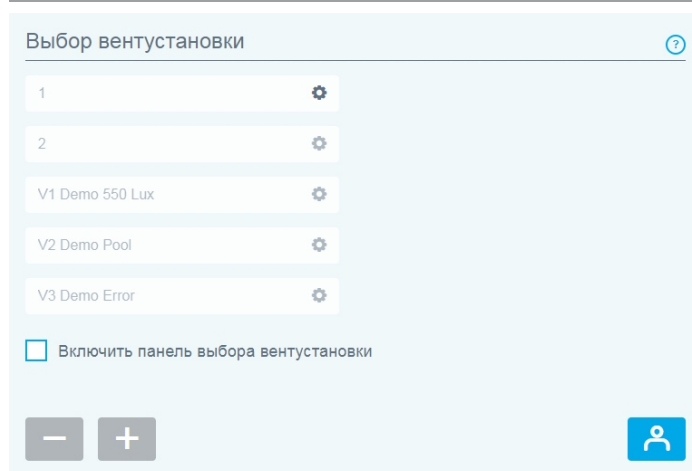 Выбор вентустановки
?
1
2
V1 Demo 550 Lux
V2 Demo Pool
V3 Demo Error
Включить панель выбора вентустановки